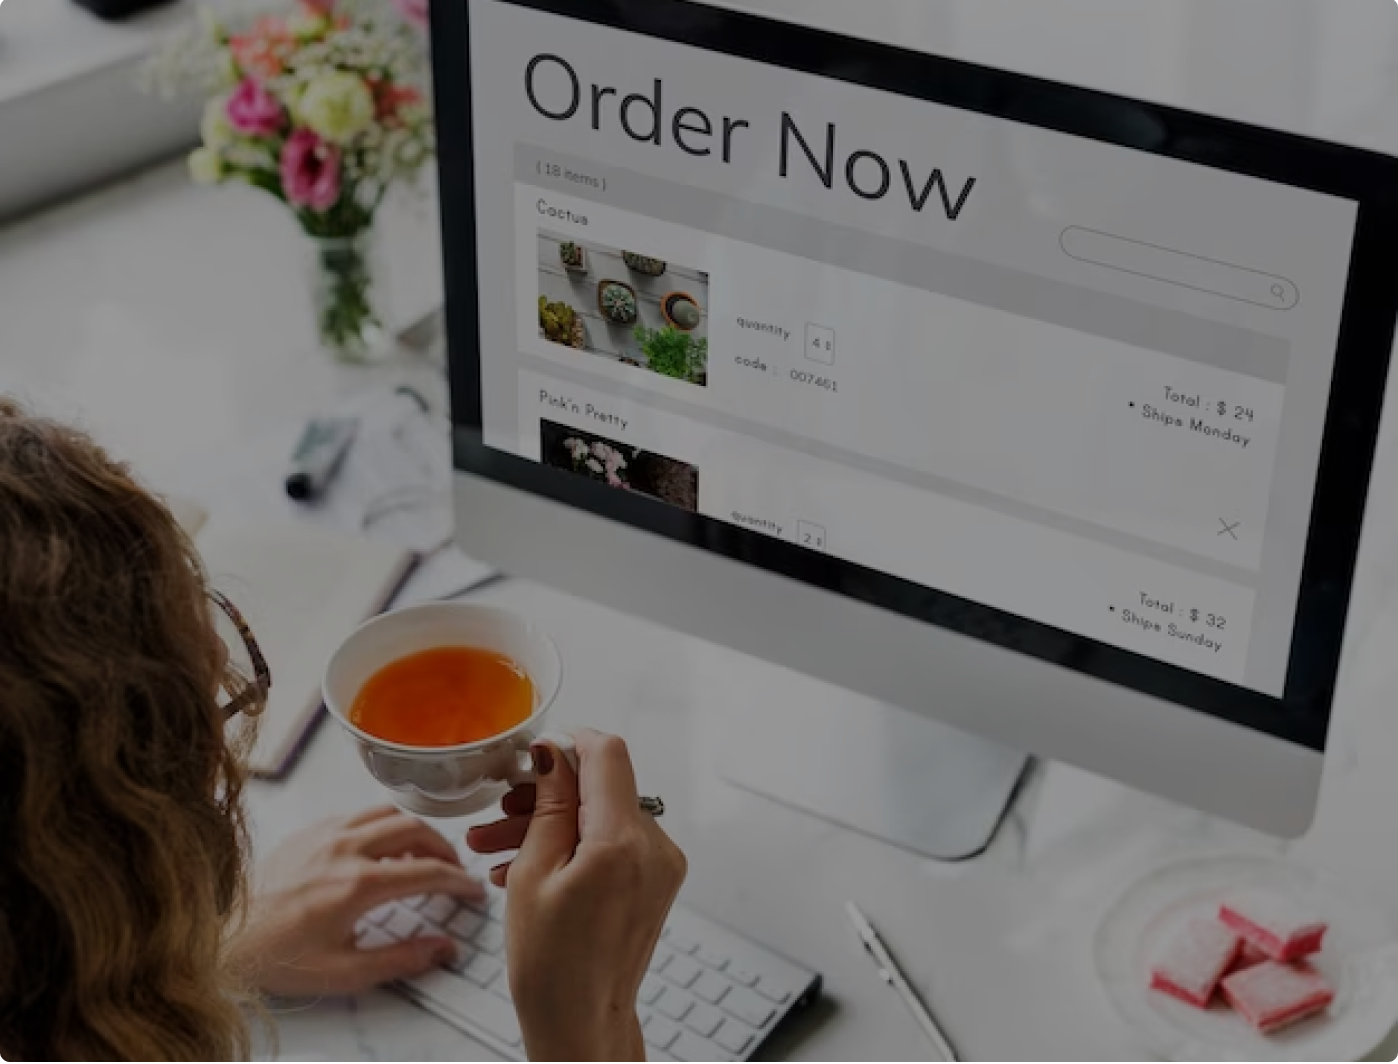 Order Now
( 18 items )
Cactus
quantity 4
code : 007461
Total : $ 24
• Ships Monday
Pink'n Pretty
quantity 2
Total : $ 32
• Ships Sunday